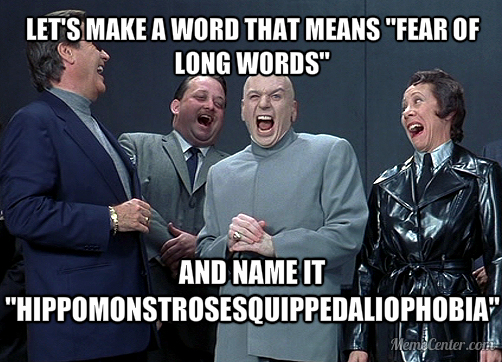 LET'S MAKE A WORD THAT MEANS "FEAR OF
LONG WORDS"
AND NAME IT
"HIPPOMONSTROSESQUIPPEDALIOPHOBIA"
MemeCenter.com